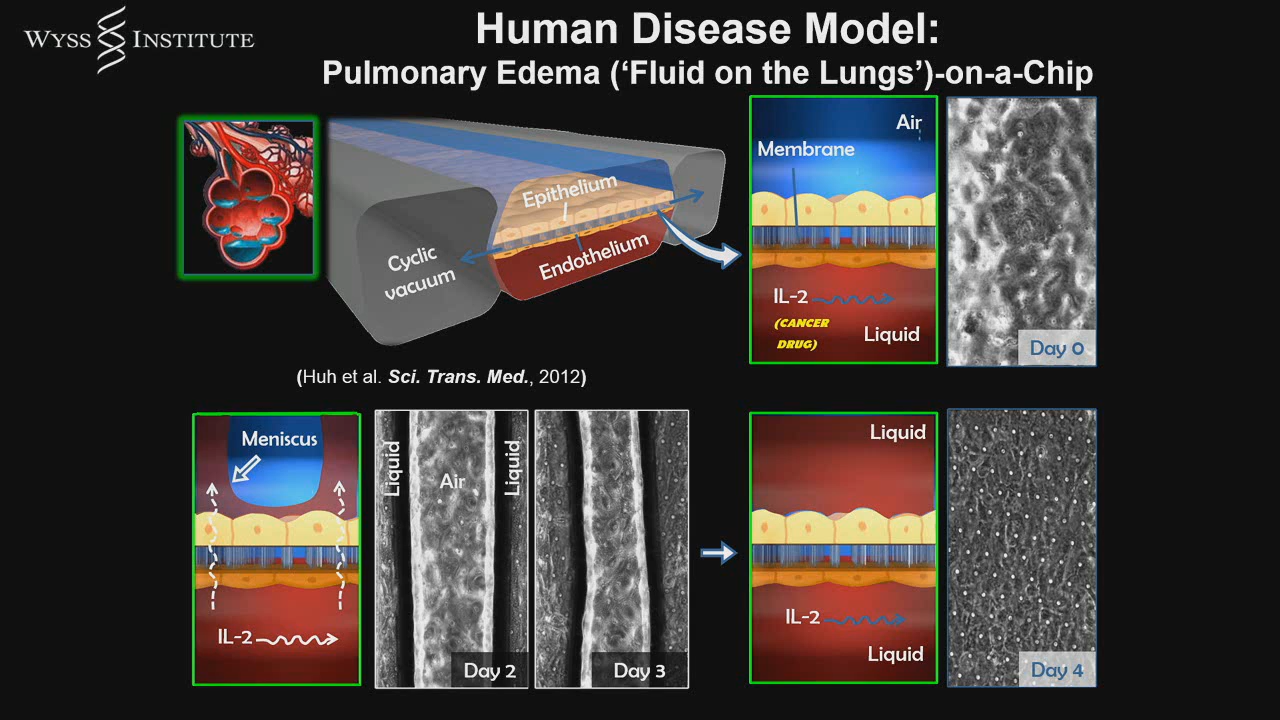 WYSS INSTITUTE
Human Disease Model:
Pulmonary Edema (‘Fluid on the Lungs’)-on-a-Chip
Epithelium
Cyclic
vacuum
Endothelium
Air
Membrane
IL-2
(CANCER
DRUG)
Liquid
Day 0
(Huh et al. Sci. Trans. Med., 2012)
Meniscus
IL-2
Liquid
Air
Liquid
Day 2
Day 3
Liquid
IL-2
Liquid
Day 4